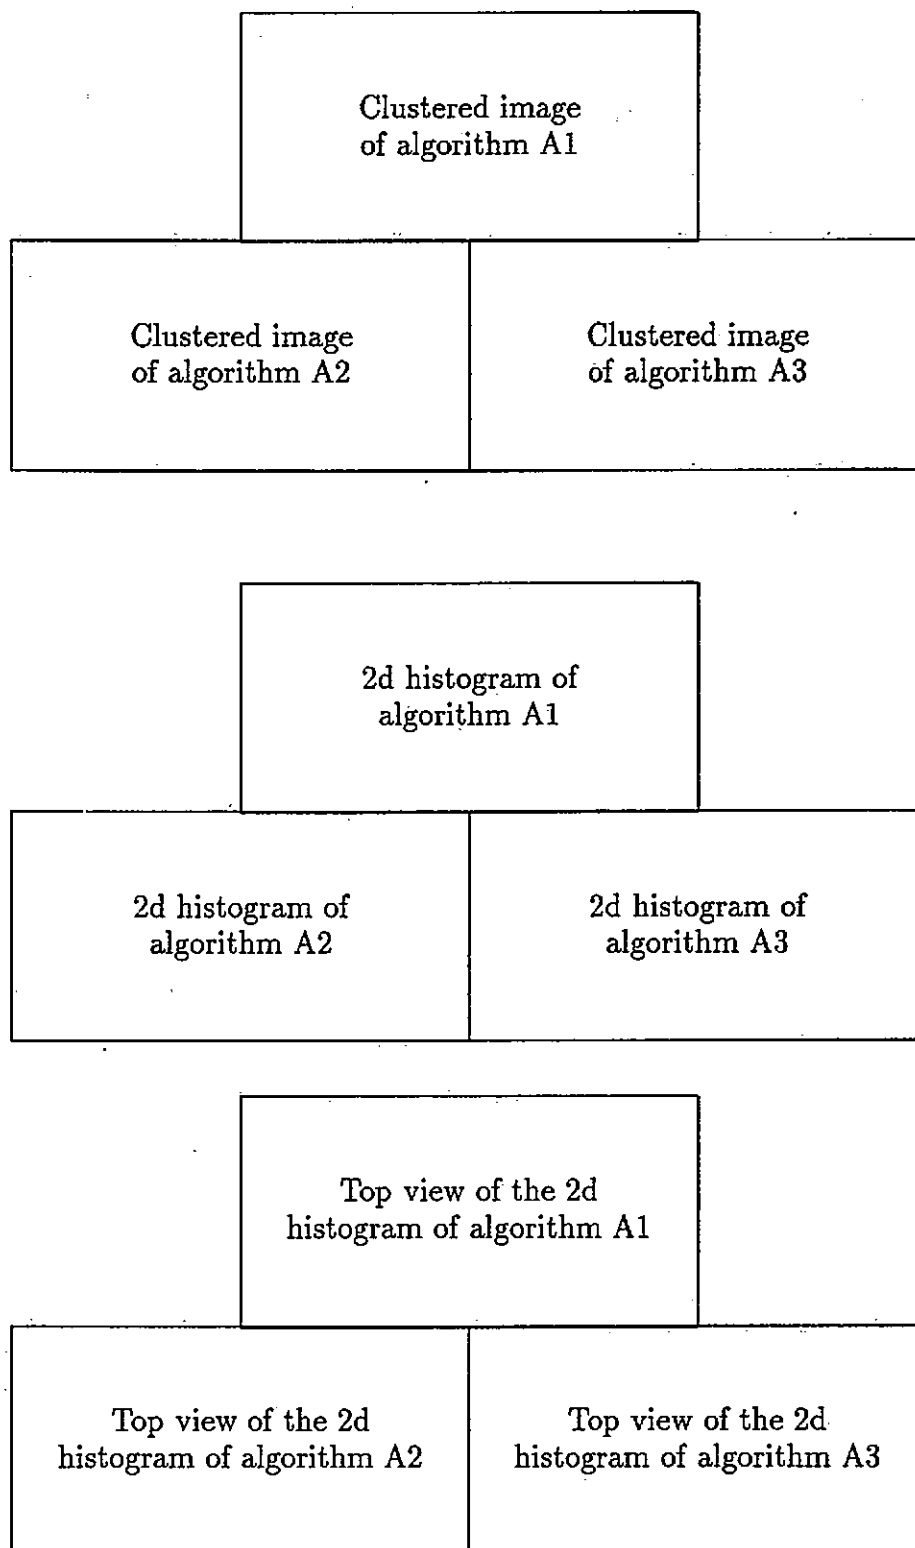 Clustered image
of algorithm A1
Clustered image
of algorithm A2
Clustered image
of algorithm A3
2d histogram of
algorithm A1
2d histogram of
algorithm A2
2d histogram of
algorithm A3
Top view of the 2d
histogram of algorithm A1
Top view of the 2d
histogram of algorithm A2
Top view of the 2d
histogram of algorithm A3